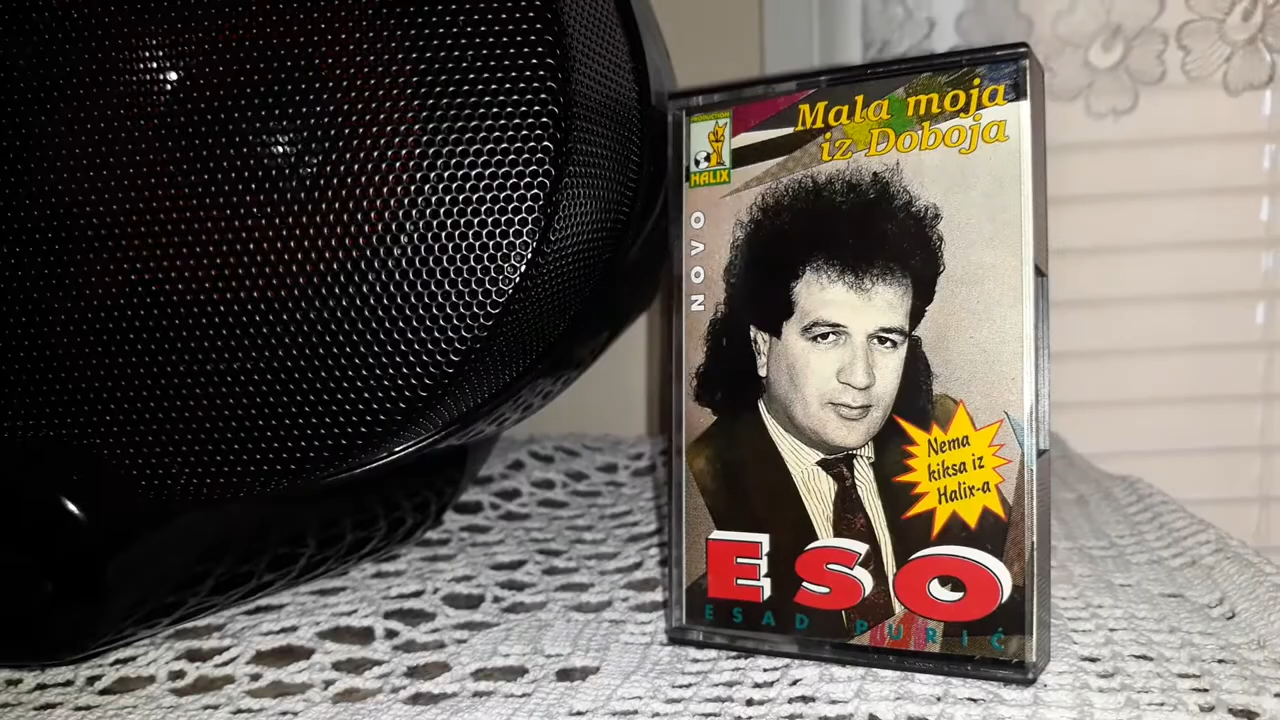 PRODUCTION
HALIX
Mala moja
iz Doboja
NOVO
Nema
kiksa iz
Halix-a
ESO
ESAD PURIĆ